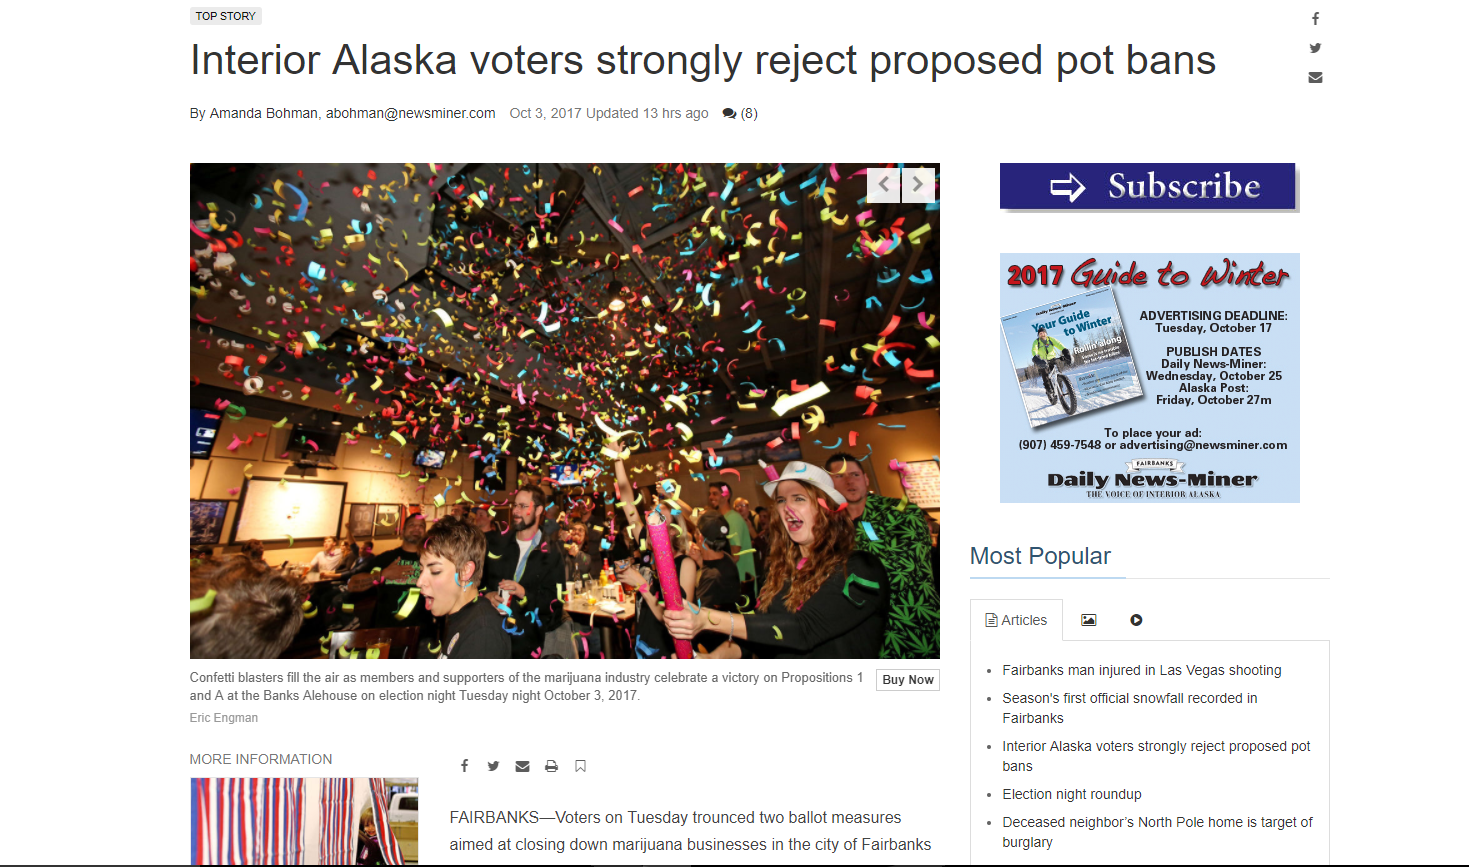 TOP STORY
Interior Alaska voters strongly reject proposed pot bans
By Amanda Bohman, abohman@newsminer.com Oct 3, 2017 Updated 13 hrs ago (8)
Confetti blasters fill the air as members and supporters of the marijuana industry celebrate a victory on Propositions 1
and A at the Banks Alehouse on election night Tuesday night October 3, 2017.
Buy Now
Eric Engman
MORE INFORMATION
FAIRBANKS—Voters on Tuesday trounced two ballot measures
aimed at closing down marijuana businesses in the city of Fairbanks
Subscribe
2017 Guide to Winter
Your Guide
to Winter
Rollin' along
ADVERTISING DEADLINE:
Tuesday, October 17
PUBLISH DATES
Daily News-Miner:
Wednesday, October 25
Alaska Post:
Friday, October 27m
To place your ad:
(907) 459-7548 or advertising@newsminer.com
FAIRBANKS
Daily News-Miner
THE VOICE OF INTERIOR ALASKA
Most Popular
Articles
Fairbanks man injured in Las Vegas shooting
Season's first official snowfall recorded in
Fairbanks
Interior Alaska voters strongly reject proposed pot
bans
Election night roundup
Deceased neighbor’s North Pole home is target of
burglary